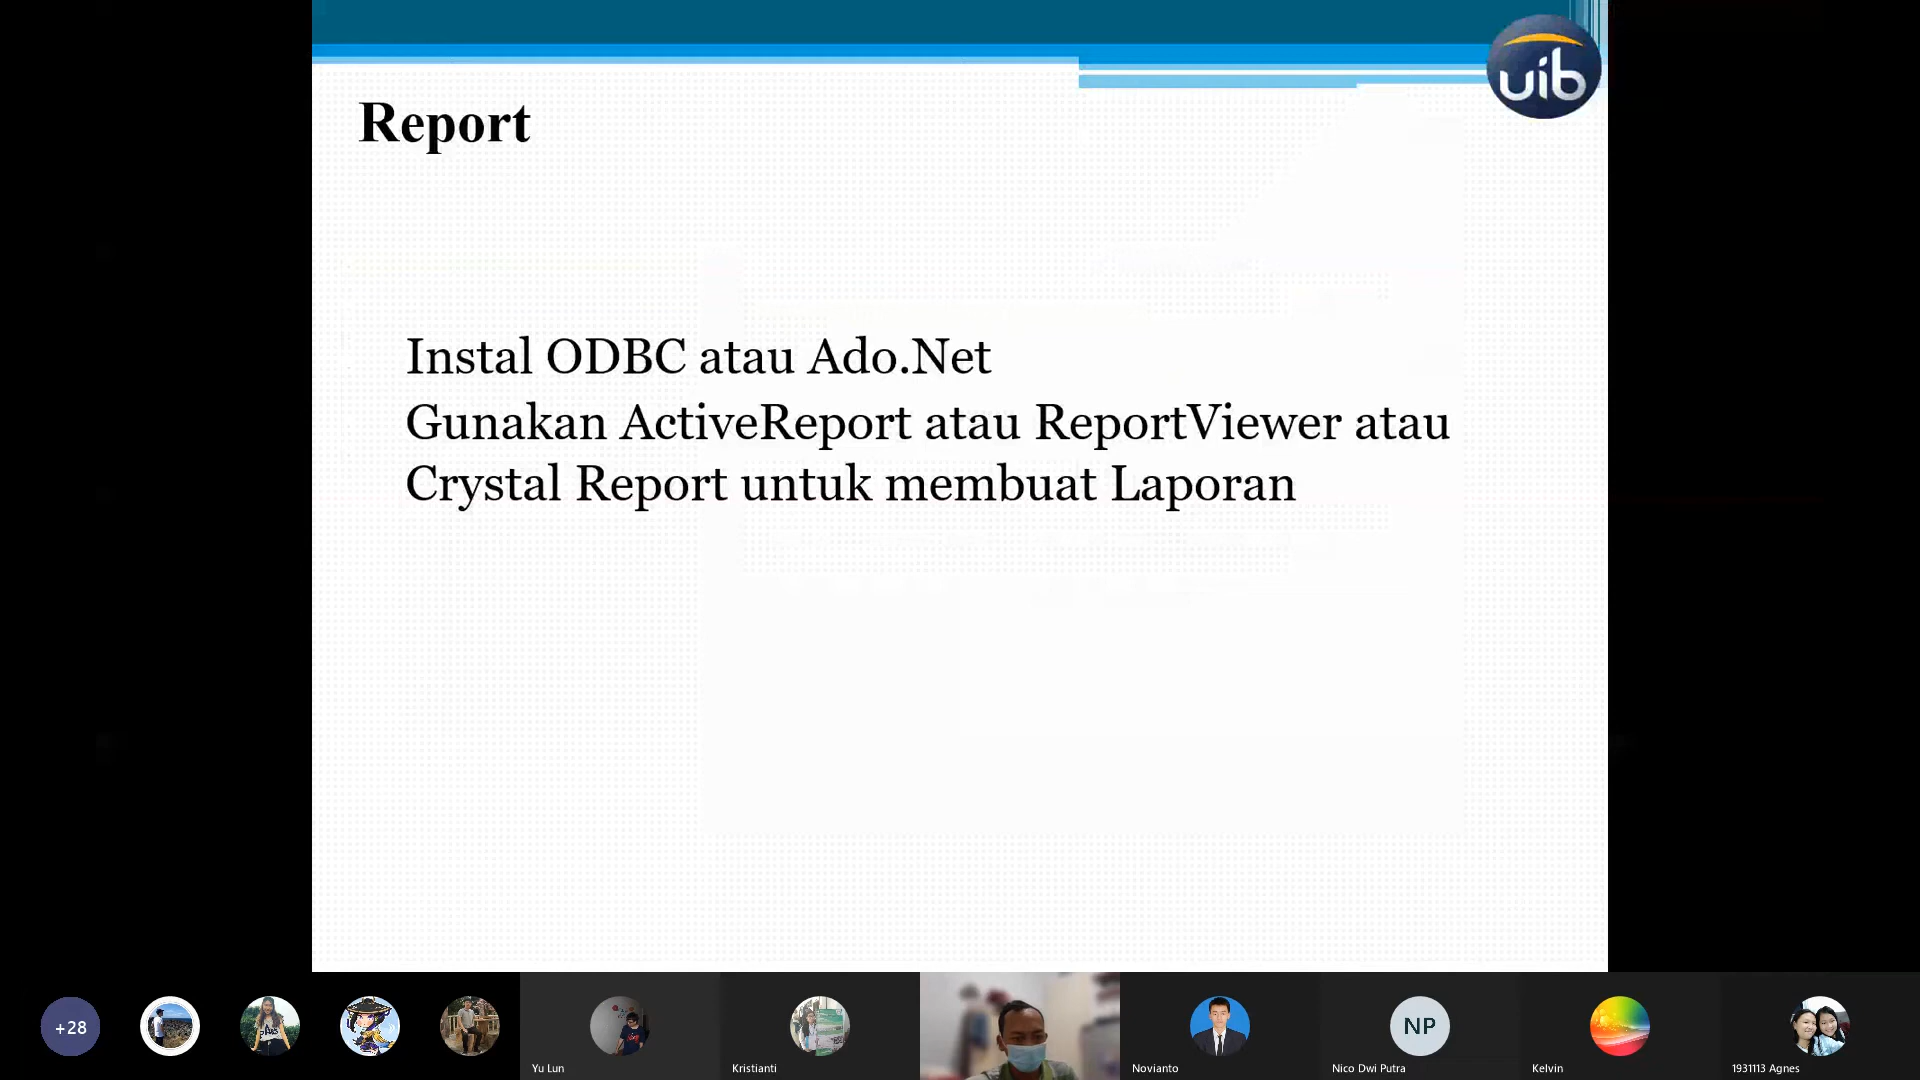 uib
Report
Instal ODBC atau Ado.Net
Gunakan ActiveReport atau ReportViewer atau
Crystal Report untuk membuat Laporan
+28
NP
Yu Lun
Kristianti
Novianto
Nico Dwi Putra
Kelvin
1931113 Agnes